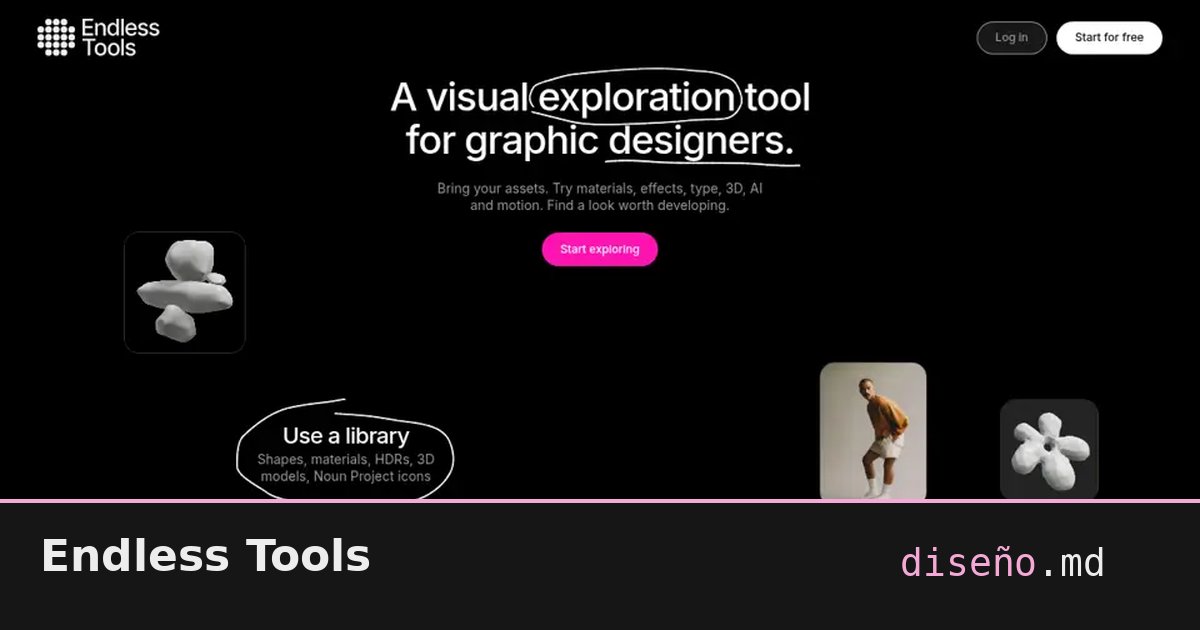 Endless
Tools
Log in
Start for free
A visual exploration tool
for graphic designers.
Bring your assets. Try materials, effects, type, 3D, AI
and motion. Find a look worth developing.
Start exploring
Use a library
Shapes, materials, HDRs, 3D
models, Noun Project icons
Endless Tools
diseño.md